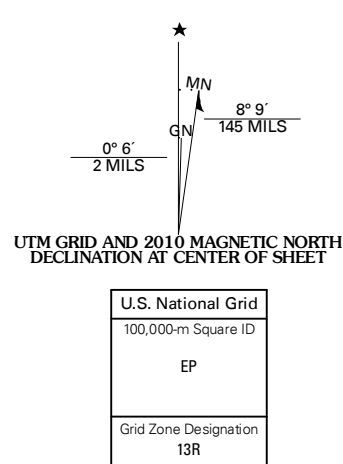 MN
8° 9´
145 MILS
GN
0° 6´
2 MILS
UTM GRID AND 2010 MAGNETIC NORTH
DECLINATION AT CENTER OF SHEET
U.S. National Grid
100,000-m Square ID
EP
Grid Zone Designation
13R